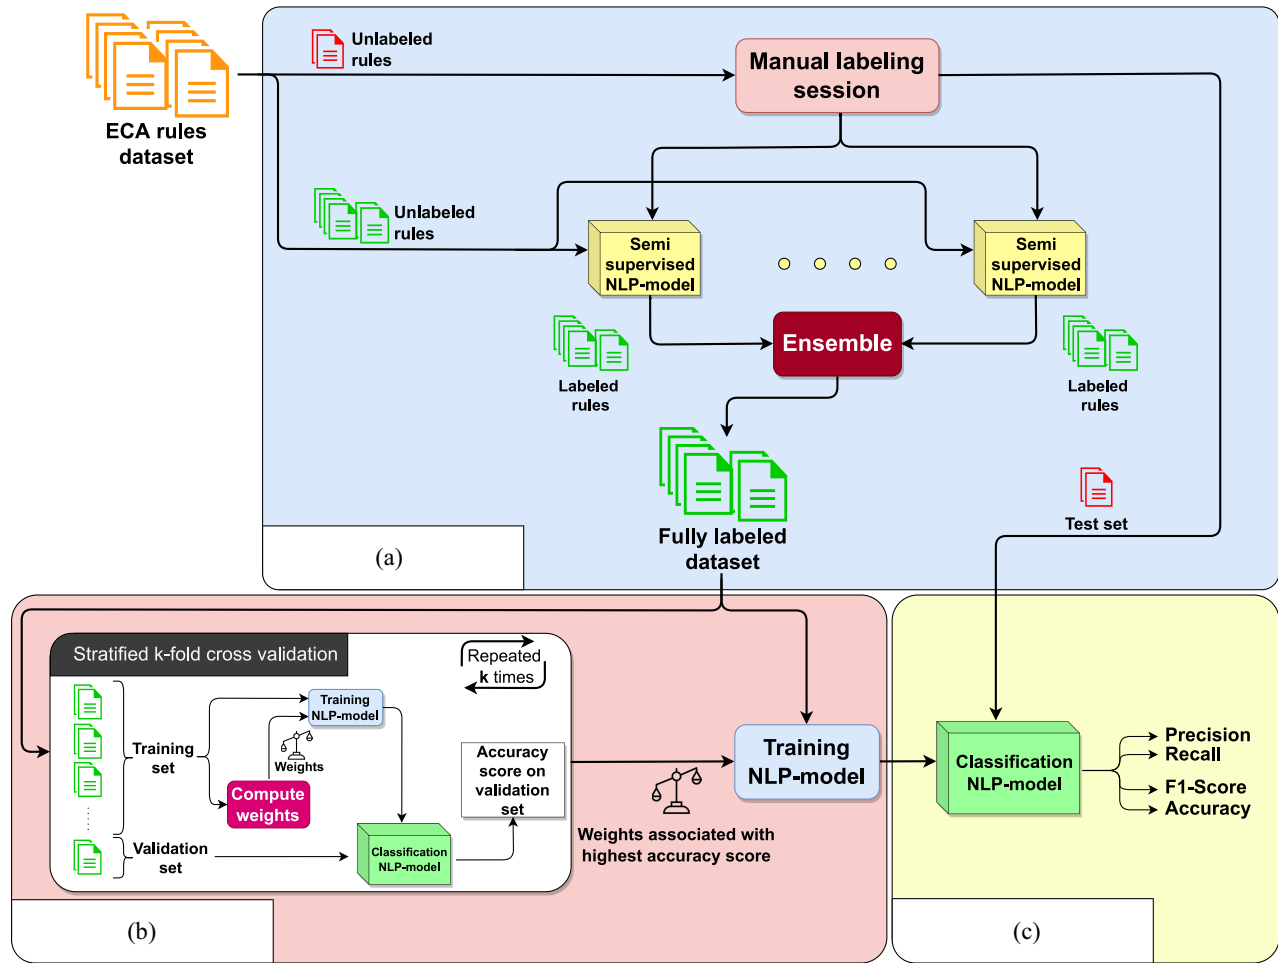 Unlabeled
rules
Manual labeling
session
ECA rules
dataset
Unlabeled
rules
Semi
supervised
NLP-model
Semi
supervised
NLP-model
Ensemble
Labeled
rules
Labeled
rules
Test set
Fully labeled
dataset
(a)
Stratified k-fold cross validation
Repeated
k times
Training
NLP-model
Training
set
Weights
Compute
weights
Accuracy
score on
validation
set
Validation
set
Classification
NLP-model
Weights associated with
highest accuracy score
Training
NLP-model
(b)
Classification
NLP-model
Precision
Recall
F1-Score
Accuracy
(c)